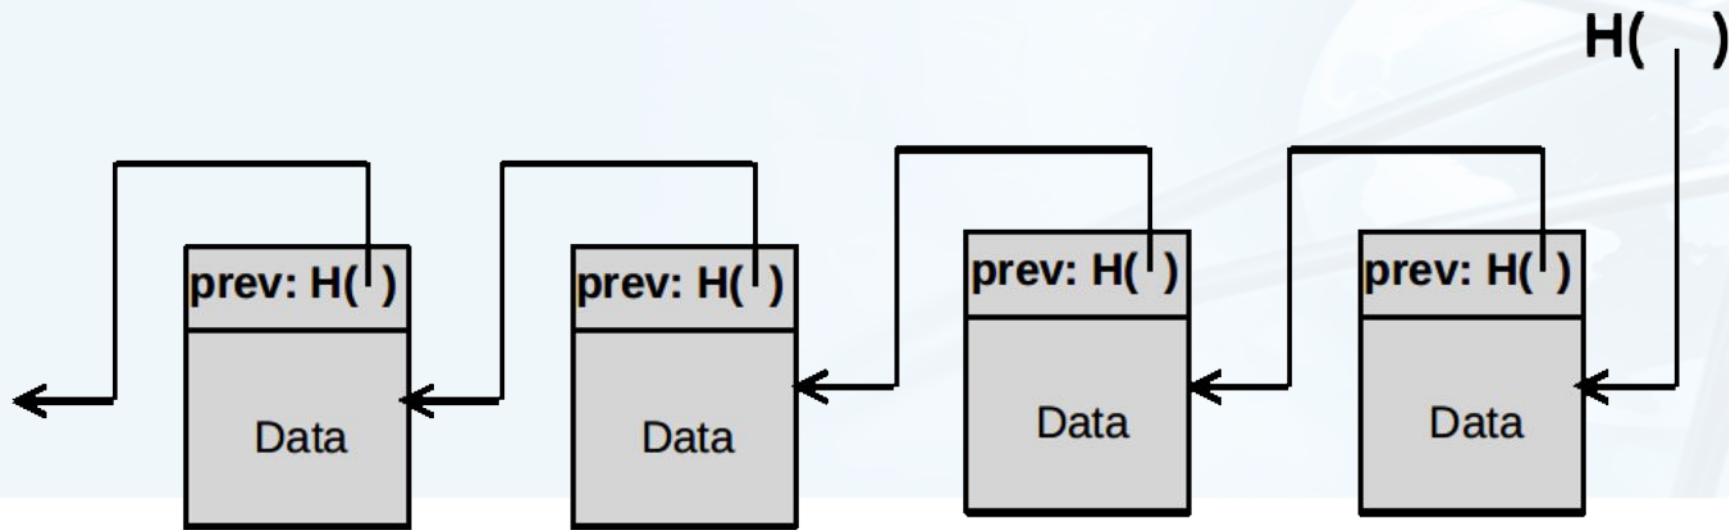 H( )
prev: H( ) prev: H( ) prev: H( ) prev: H( )
Data Data Data Data